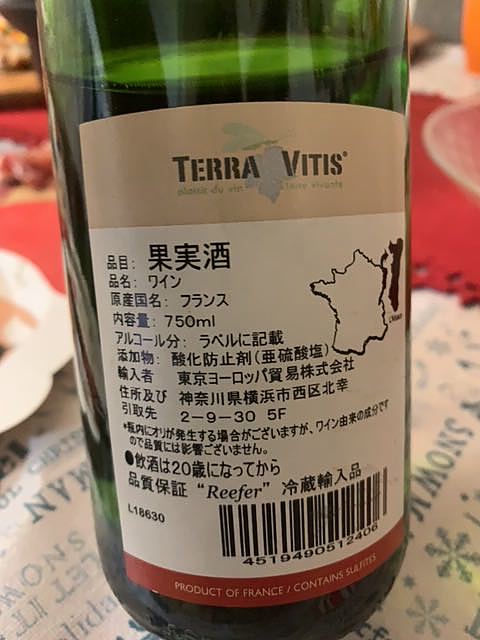 TERRA VITIS®
plaisir du vin terre vivante
品目: 果実酒
品名: ワイン
原産国名: フランス
内容量: 750ml
アルコール分: ラベルに記載
添加物: 酸化防止剤(亜硫酸塩)
輸入者 東京ヨーロッパ貿易株式会社
住所及び 神奈川県横浜市西区北幸
引取先 2-9-30 5F
*瓶内にオリが発生する場合がございますが、ワイン由来の成分です
ので品質には影響ございません。
●飲酒は20歳になってから
品質保証 “Reefer” 冷蔵輸入品
L18630
4519490512406
PRODUCT OF FRANCE / CONTAINS SULFITES
SNOWM